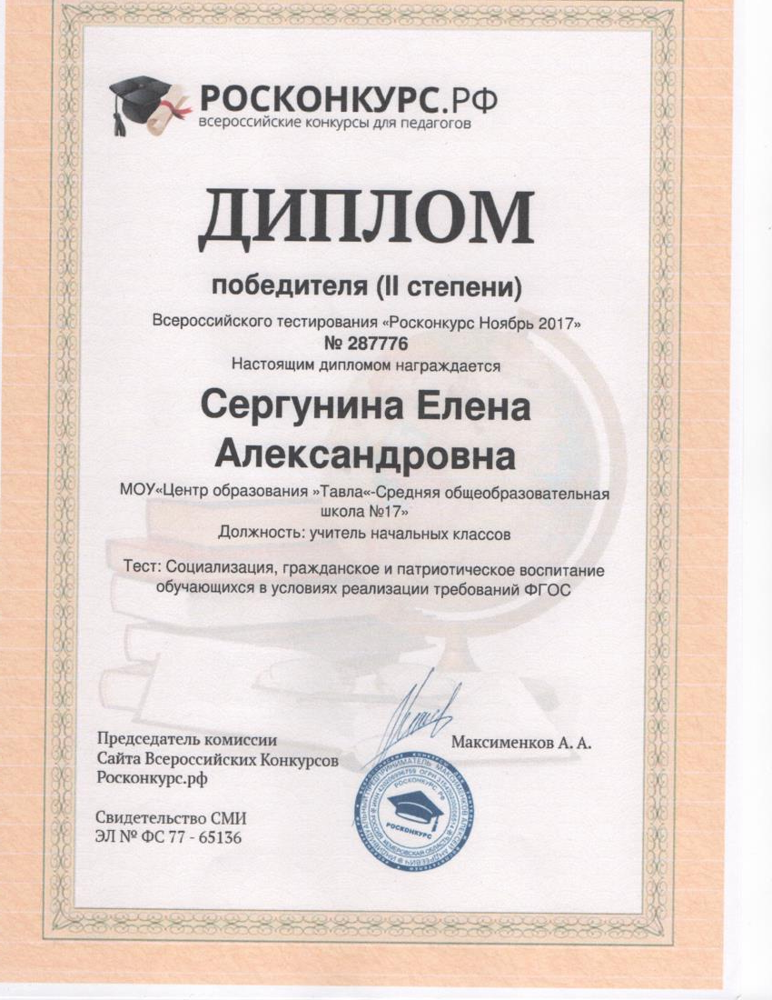 РОСКОНКУРС.РФ
всероссийские конкурсы для педагогов
ДИПЛОМ
победителя (II степени)
Всероссийского тестирования «Росконкурс Ноябрь 2017»
№ 287776
Настоящим дипломом награждается
Сергунина Елена
Александровна
МОУ«Центр образования »Тавла«-Средняя общеобразовательная
школа №17»
Должность: учитель начальных классов
Тест: Социализация, гражданское и патриотическое воспитание
обучающихся в условиях реализации требований ФГОС
Председатель комиссии
Сайта Всероссийских Конкурсов
Росконкурс.рф
Максименков А. А.
Свидетельство СМИ
ЭЛ № ФС 77 - 65136
РОСКОНКУРС. РФ
РОСКОНКУРС